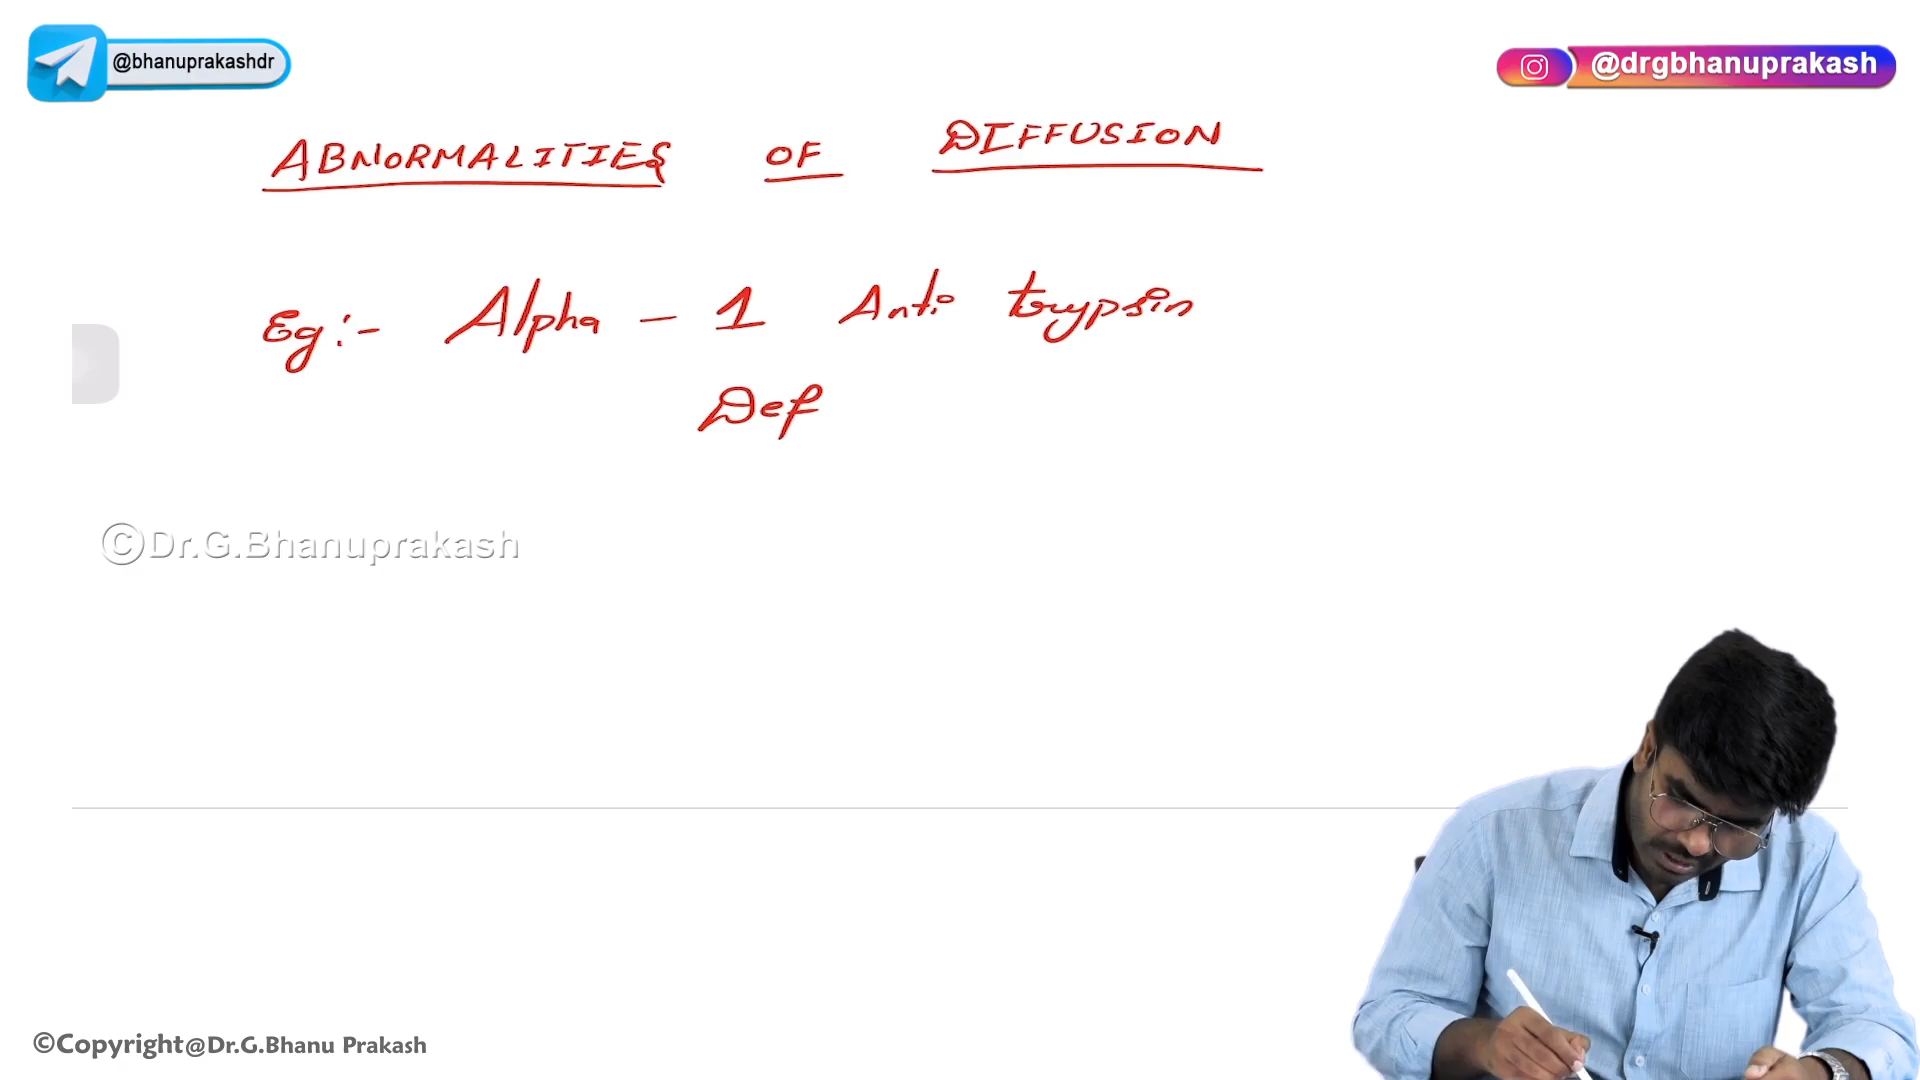 @bhanuprakashdr
@drgbhanuprakash
ABNORMALITIES OF DIFFUSION
Eg:- Alpha - 1 Anti trypsin
Def
©Dr.G.Bhanuprakash
©Copyright@Dr.G.Bhanu Prakash